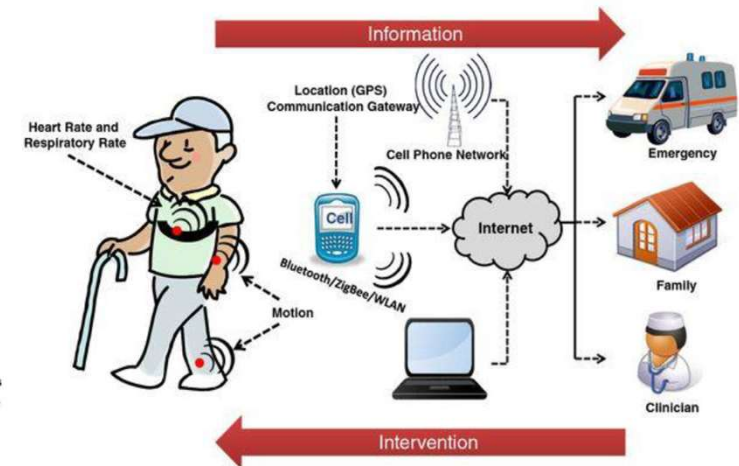 Information
Location (GPS)
Communication Gateway
Heart Rate and
Respiratory Rate
Cell Phone Network
Emergency
Cell
Internet
Bluetooth/ZigBee/WLAN
Family
Motion
Clinician
Intervention